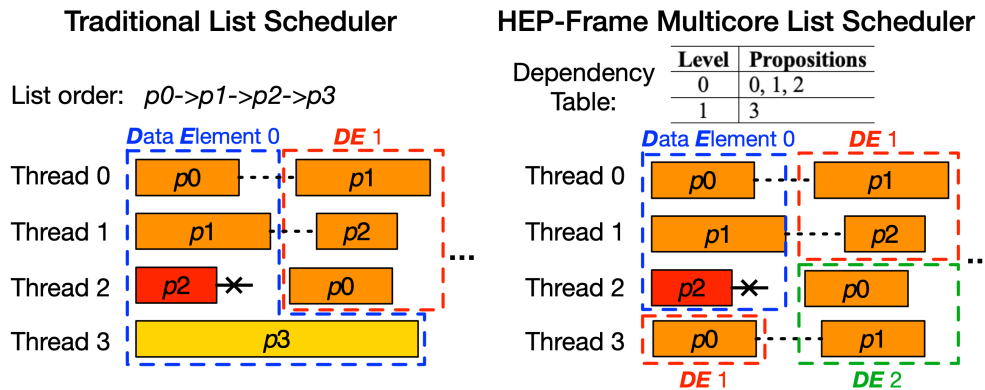 Traditional List Scheduler
List order: p0->p1->p2->p3
Data Element 0
DE 1
Thread 0
p0
p1
Thread 1
p1
p2
...
Thread 2
p2
p0
Thread 3
p3
HEP-Frame Multicore List Scheduler
Dependency
Table:
Level Propositions
0 0, 1, 2
1 3
Data Element 0
DE 1
Thread 0
p0
p1
Thread 1
p1
p2
..
Thread 2
p2
p0
Thread 3
p0
p1
DE 1
DE 2